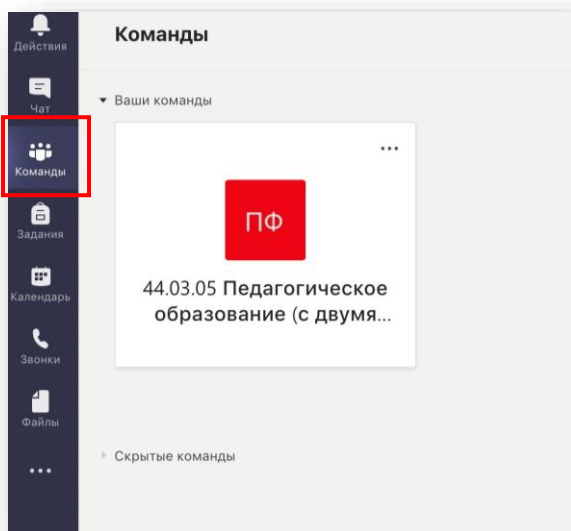 Действия
Чат
Команды
Задания
Календарь
Звонки
Файлы
...
Команды
Ваши команды
...
ПФ
44.03.05 Педагогическое
образование (с двумя...
Скрытые команды